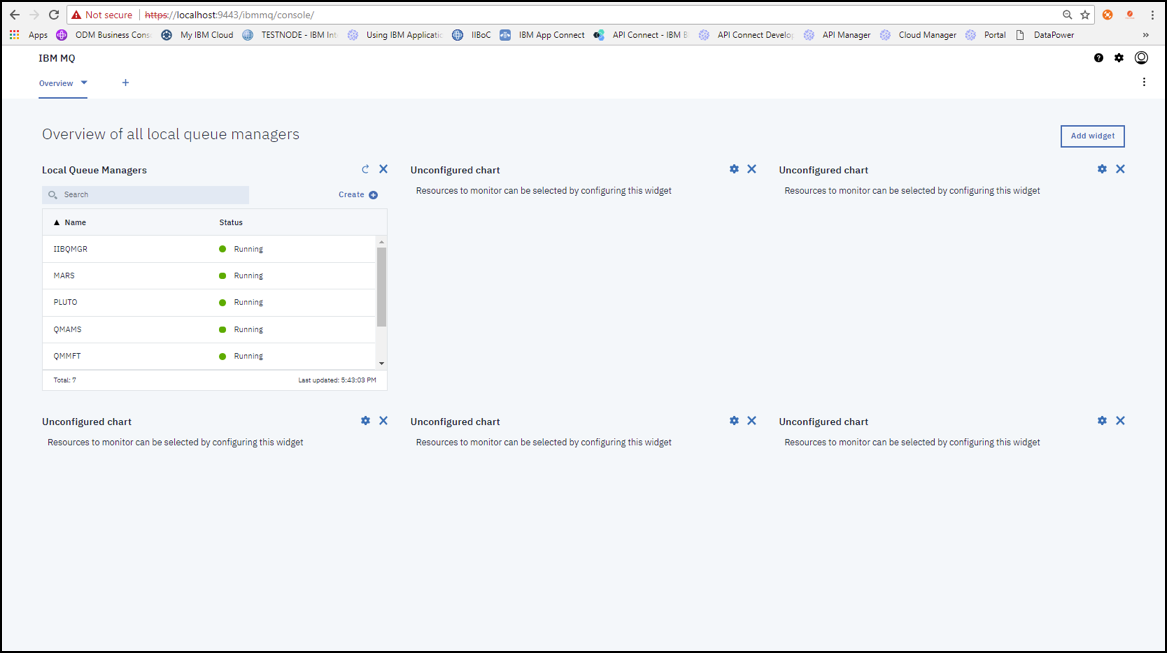 Not secure | https://localhost:9443/ibmmq/console/
Apps ODM Business Cons My IBM Cloud TESTNODE - IBM Int Using IBM Applicati IIBoC IBM App Connect API Connect - IBM B API Connect Develo API Manager Cloud Manager Portal DataPower »
IBM MQ
Overview +
Overview of all local queue managers
Add widget
Local Queue Managers
Search Create
Name Status
IIBQMGR Running
MARS Running
PLUTO Running
QMAMS Running
QMMFT Running
Total: 7 Last updated: 5:43:03 PM
Unconfigured chart
Resources to monitor can be selected by configuring this widget
Unconfigured chart
Resources to monitor can be selected by configuring this widget
Unconfigured chart
Resources to monitor can be selected by configuring this widget
Unconfigured chart
Resources to monitor can be selected by configuring this widget
Unconfigured chart
Resources to monitor can be selected by configuring this widget